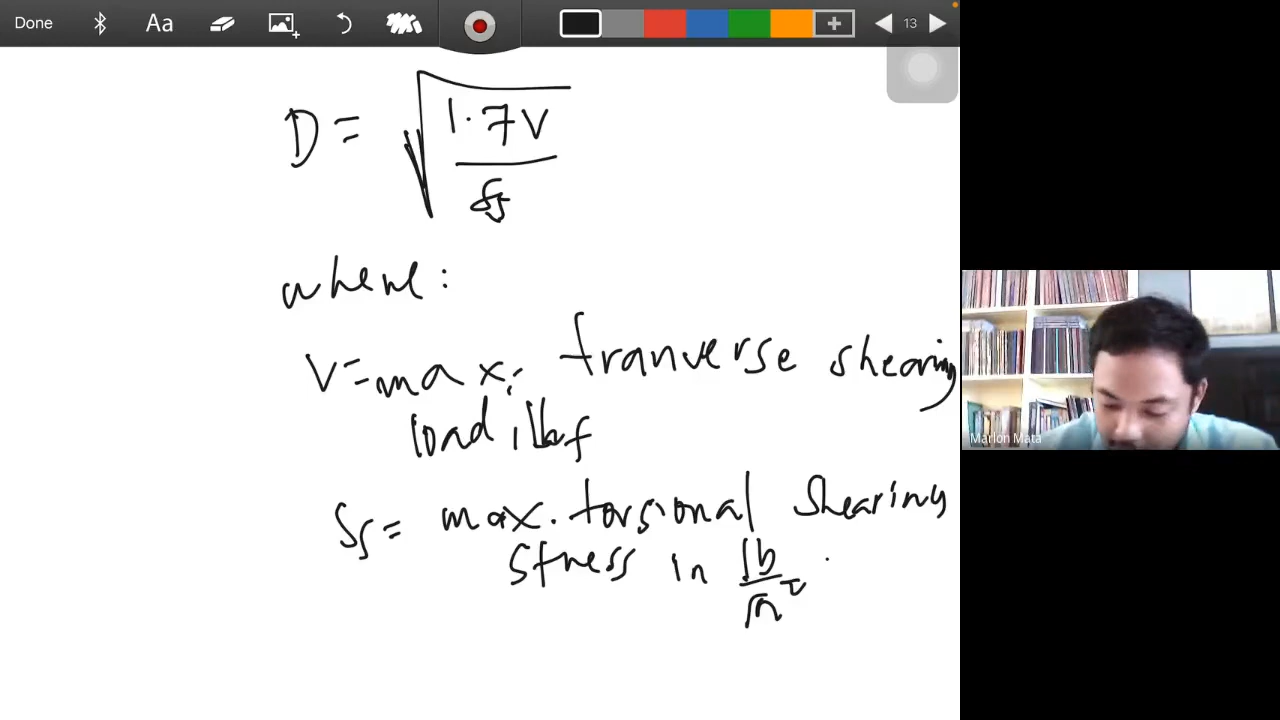 Done Aa 13
D = √(1.7V / Ss)
where:
V = max. tranverse shearing
load, lbf
Ss = max. torsional shearing
stress in lb/in²
Marlon Mata